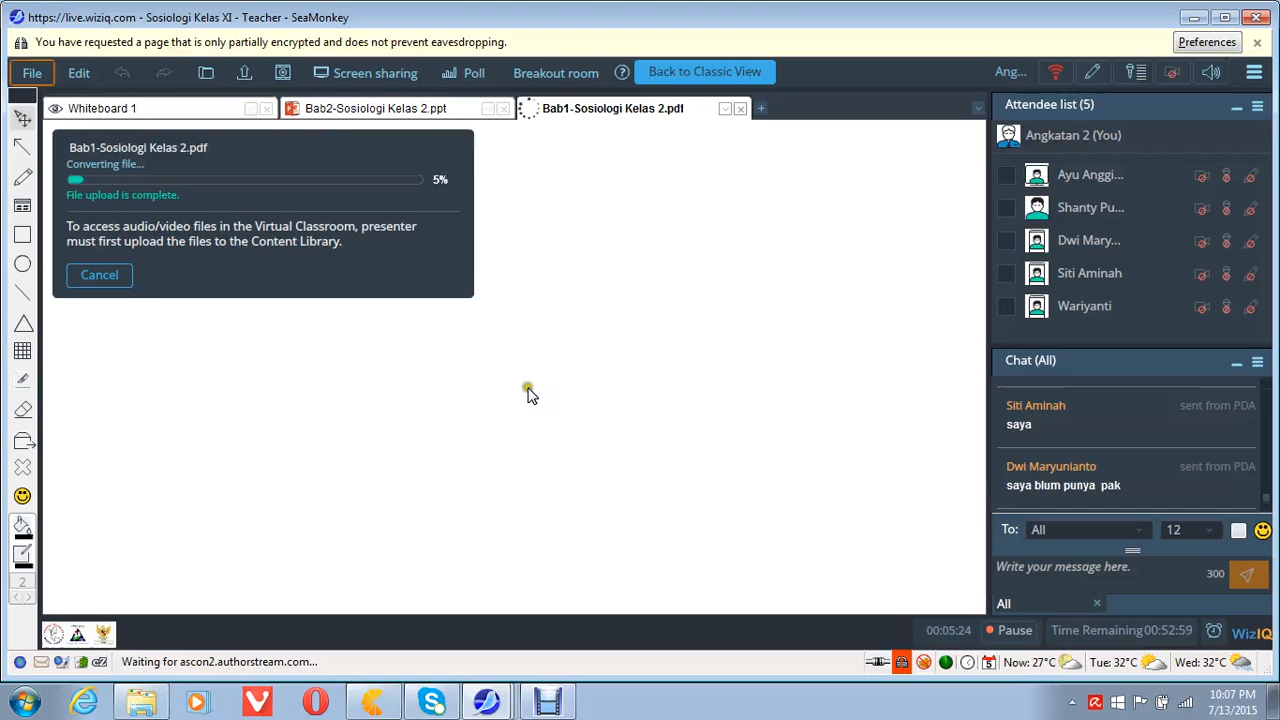 https://live.wiziq.com - Sosiologi Kelas XI - Teacher - SeaMonkey
You have requested a page that is only partially encrypted and does not prevent eavesdropping.
Preferences
File
Edit
Screen sharing
Poll
Breakout room
Back to Classic View
Ang...
Whiteboard 1
Bab2-Sosiologi Kelas 2.ppt
Bab1-Sosiologi Kelas 2.pdf
Attendee list (5)
Angkatan 2 (You)
Ayu Anggi...
Shanty Pu...
Dwi Mary...
Siti Aminah
Wariyanti
Bab1-Sosiologi Kelas 2.pdf
Converting file...
5%
File upload is complete.
To access audio/video files in the Virtual Classroom, presenter
must first upload the files to the Content Library.
Cancel
Chat (All)
Siti Aminah
sent from PDA
saya
Dwi Maryunianto
sent from PDA
saya blum punya pak
To:
All
12
Write your message here.
300
All
2
00:05:24
Pause
Time Remaining 00:52:59
WizIQ
Waiting for ascon2.authorstream.com...
Now: 27°C
Tue: 32°C
Wed: 32°C
10:07 PM
7/13/2015